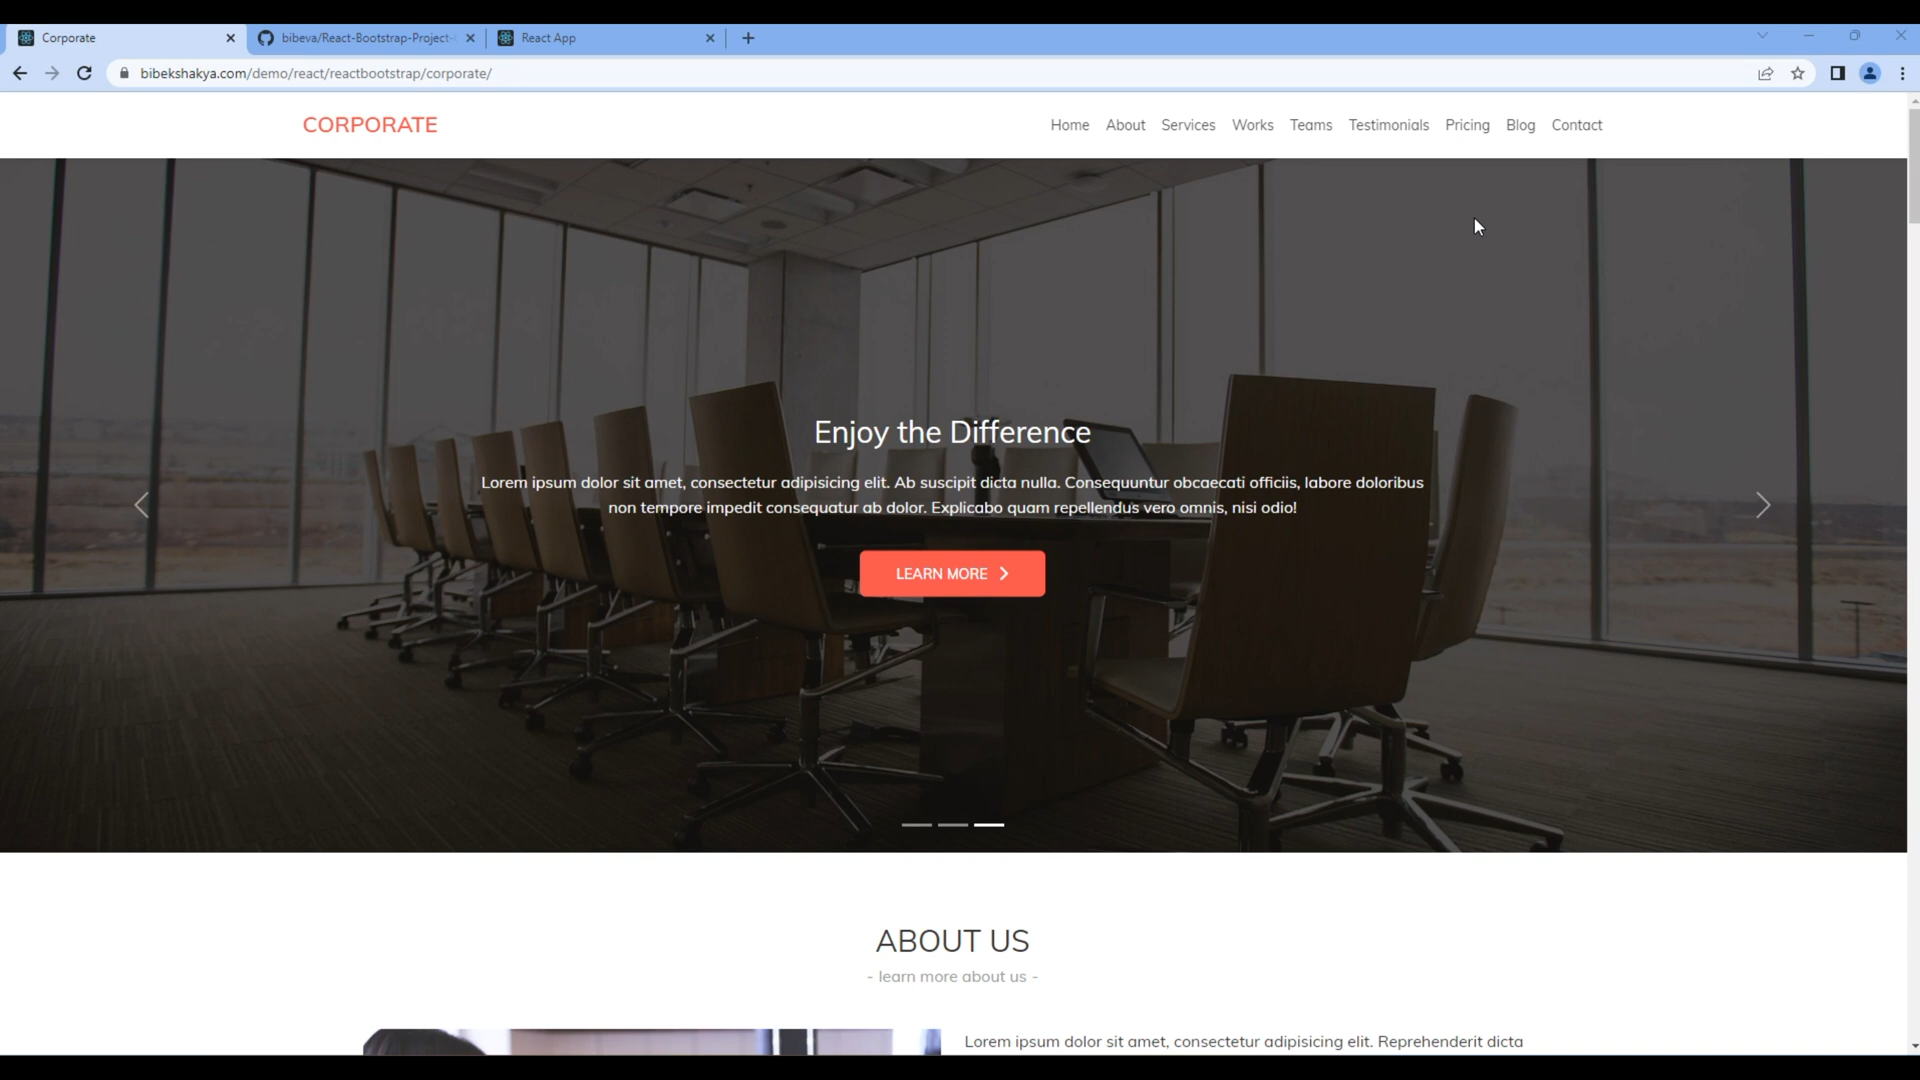 Corporate
bibeva/React-Bootstrap-Project-
React App
bibekshakya.com/demo/react/reactbootstrap/corporate/
CORPORATE
Home About Services Works Teams Testimonials Pricing Blog Contact
Enjoy the Difference
Lorem ipsum dolor sit amet, consectetur adipisicing elit. Ab suscipit dicta nulla. Consequuntur obcaecati officiis, labore doloribus
non tempore impedit consequatur ab dolor. Explicabo quam repellendus vero omnis, nisi odio!
LEARN MORE
ABOUT US
- learn more about us -
Lorem ipsum dolor sit amet, consectetur adipisicing elit. Reprehenderit dicta